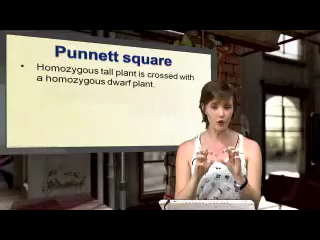 Punnett square
• Homozygous tall plant is crossed with
a homozygous dwarf plant.